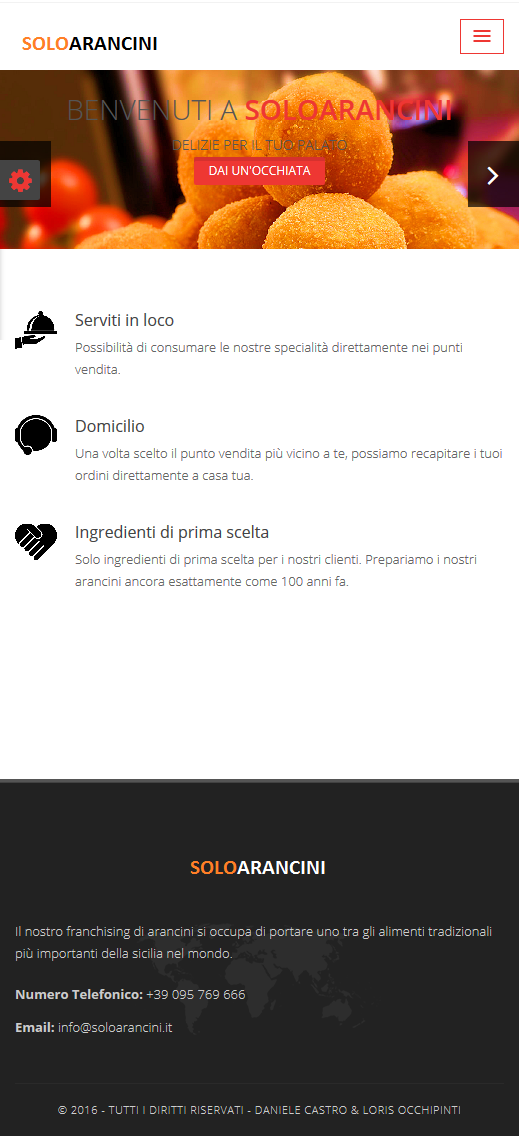 SOLOARANCINI
BENVENUTI A SOLOARANCINI
DELIZIE PER IL TUO PALATO
DAI UN'OCCHIATA
Serviti in loco
Possibilità di consumare le nostre specialità direttamente nei punti
vendita.
Domicilio
Una volta scelto il punto vendita più vicino a te, possiamo recapitare i tuoi
ordini direttamente a casa tua.
Ingredienti di prima scelta
Solo ingredienti di prima scelta per i nostri clienti. Prepariamo i nostri
arancini ancora esattamente come 100 anni fa.
SOLOARANCINI
Il nostro franchising di arancini si occupa di portare uno tra gli alimenti tradizionali
più importanti della sicilia nel mondo.
Numero Telefonico: +39 095 769 666
Email: info@soloarancini.it
© 2016 - TUTTI I DIRITTI RISERVATI - DANIELE CASTRO & LORIS OCCHIPINTI